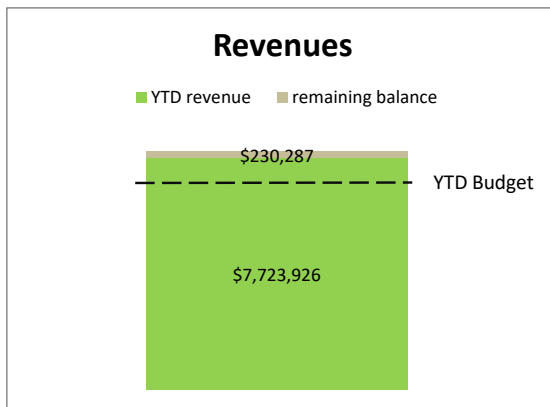 Revenues
YTD revenue remaining balance
$230,287
YTD Budget
$7,723,926